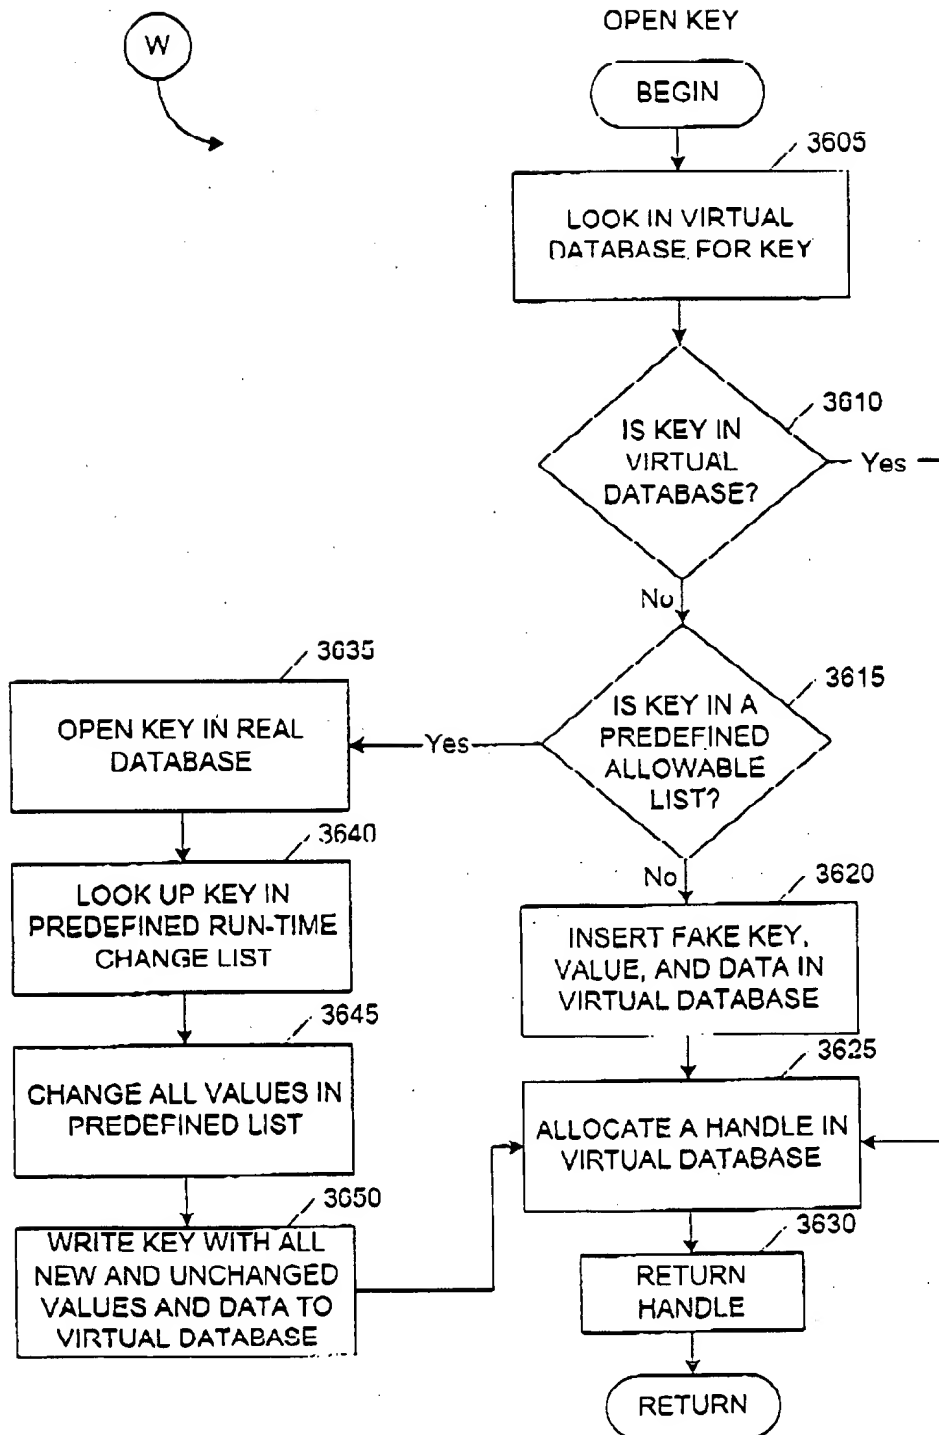 W
OPEN KEY
BEGIN
3605
LOOK IN VIRTUAL
DATABASE FOR KEY
3610
IS KEY IN
VIRTUAL
DATABASE?
Yes
No
3615
IS KEY IN A
PREDEFINED
ALLOWABLE
LIST?
Yes
No
3635
OPEN KEY IN REAL
DATABASE
3640
LOOK UP KEY IN
PREDEFINED RUN-TIME
CHANGE LIST
3645
CHANGE ALL VALUES IN
PREDEFINED LIST
3650
WRITE KEY WITH ALL
NEW AND UNCHANGED
VALUES AND DATA TO
VIRTUAL DATABASE
3620
INSERT FAKE KEY,
VALUE, AND DATA IN
VIRTUAL DATABASE
3625
ALLOCATE A HANDLE IN
VIRTUAL DATABASE
3630
RETURN
HANDLE
RETURN